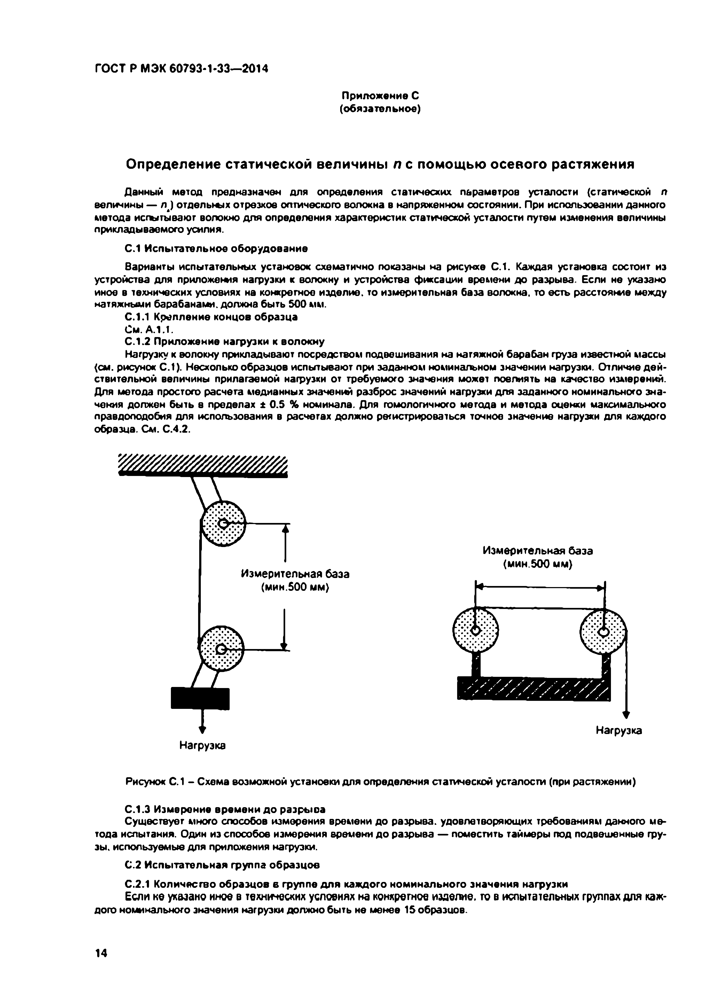 ГОСТ Р МЭК 60793-1-33—2014
Приложение С
(обязательное)
Определение статической величины n с помощью осевого растяжения
Данный метод предназначен для определения статических параметров усталости (статической n
величины — n) отдельных отрезков оптического волокна в напряженном состоянии. При использовании данного
метода испытывают волокно для определения характеристик статической усталости путем изменения величины
прикладываемого усилия.
С.1 Испытательное оборудование
Варианты испытательных установок схематично показаны на рисунке С.1. Каждая установка состоит из
устройства для приложения нагрузки к волокну и устройства фиксации времени до разрыва. Если не указано
иное в технических условиях на конкретное изделие, то измерительная база волокна, то есть расстояние между
натяжными барабанами, должна быть 500 мм.
С.1.1 Крепление концов образца
См. А.1.1.
С.1.2 Приложение нагрузки к волокну
Нагрузку к волокну прикладывают посредством подвешивания на натяжной барабан груза известной массы
(см. рисунок С.1). Несколько образцов испытывают при заданном номинальном значении нагрузки. Отличие дей-
ствительной величины прилагаемой нагрузки от требуемого значения может повлиять на качество измерений.
Для метода простого расчета медианных значений разброс значений нагрузки для заданного номинального зна-
чения должен быть в пределах ± 0.5 % номинала. Для гомологичного метода и метода оценки максимального
правдоподобия для использования в расчетах должно регистрироваться точное значение нагрузки для каждого
образца. См. С.4.2.
Измерительная база
(мин.500 мм)
Измерительная база
(мин.500 мм)
Нагрузка
Нагрузка
Рисунок С.1 – Схема возможной установки для определения статической усталости (при растяжении)
С.1.3 Измерение времени до разрыва
Существует много способов измерения времени до разрыва, удовлетворяющих требованиям данного ме-
тода испытания. Один из способов измерения времени до разрыва — поместить таймеры под подвешенные гру-
зы, используемые для приложения нагрузки.
С.2 Испытательная группа образцов
С.2.1 Количество образцов в группе для каждого номинального значения нагрузки
Если не указано иное в технических условиях на конкретное изделие, то в испытательных группах для каж-
дого номинального значения нагрузки должно быть не менее 15 образцов.
14